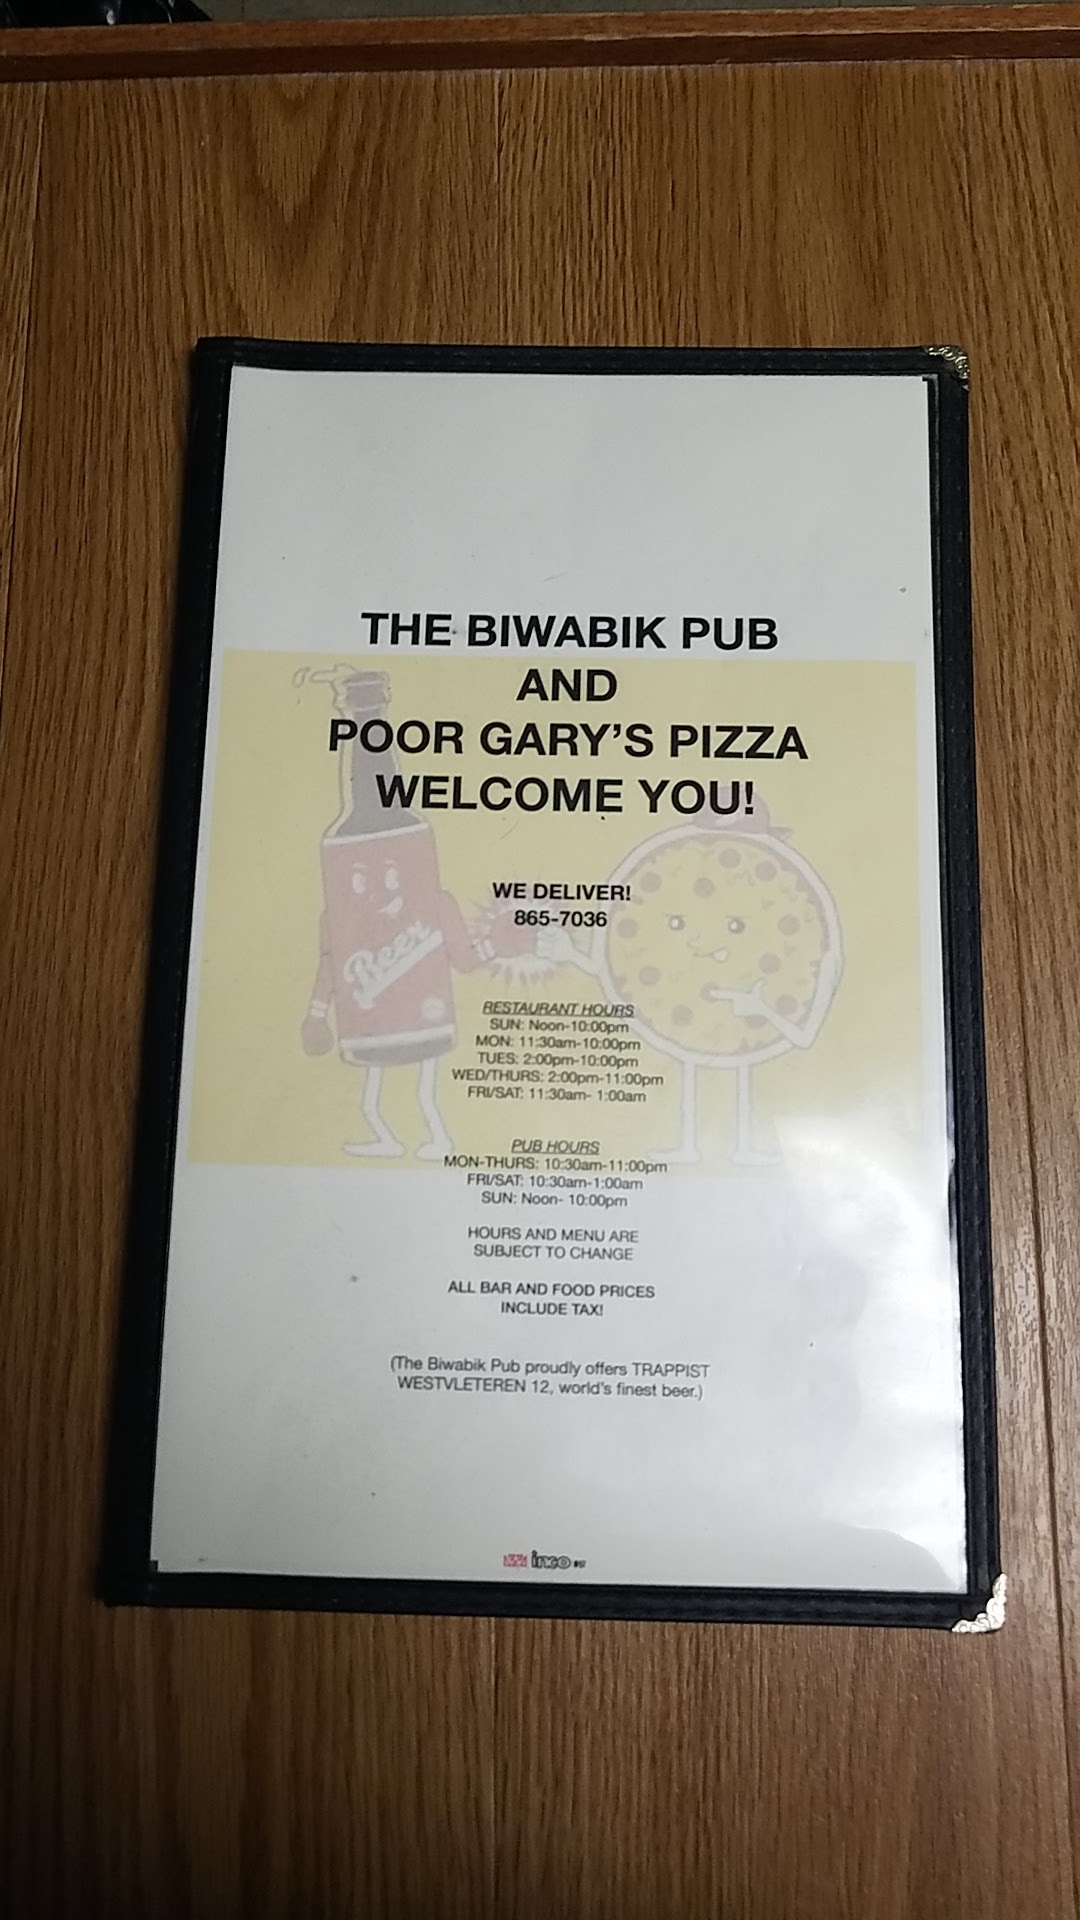 THE BIWABIK PUB
AND
POOR GARY'S PIZZA
WELCOME YOU!
WE DELIVER!
865-7036
Beer
RESTAURANT HOURS
SUN: Noon-10:00pm
MON: 11:30am-10:00pm
TUES: 2:00pm-10:00pm
WED/THURS: 2:00pm-11:00pm
FRI/SAT: 11:30am- 1:00am
PUB HOURS
MON-THURS: 10:30am-11:00pm
FRI/SAT: 10:30am-1:00am
SUN: Noon- 10:00pm
HOURS AND MENU ARE
SUBJECT TO CHANGE
ALL BAR AND FOOD PRICES
INCLUDE TAX!
(The Biwabik Pub proudly offers TRAPPIST
WESTVLETEREN 12, world's finest beer.)